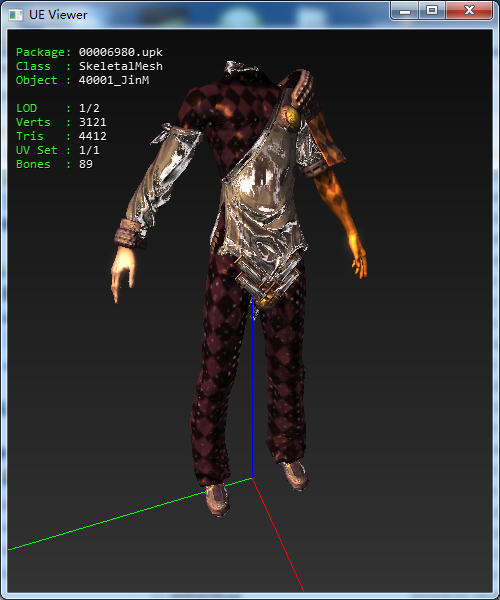 UE Viewer
Package: 00006980.upk
Class : SkeletalMesh
Object : 40001_JinM
LOD : 1/2
Verts : 3121
Tris : 4412
UV Set : 1/1
Bones : 89